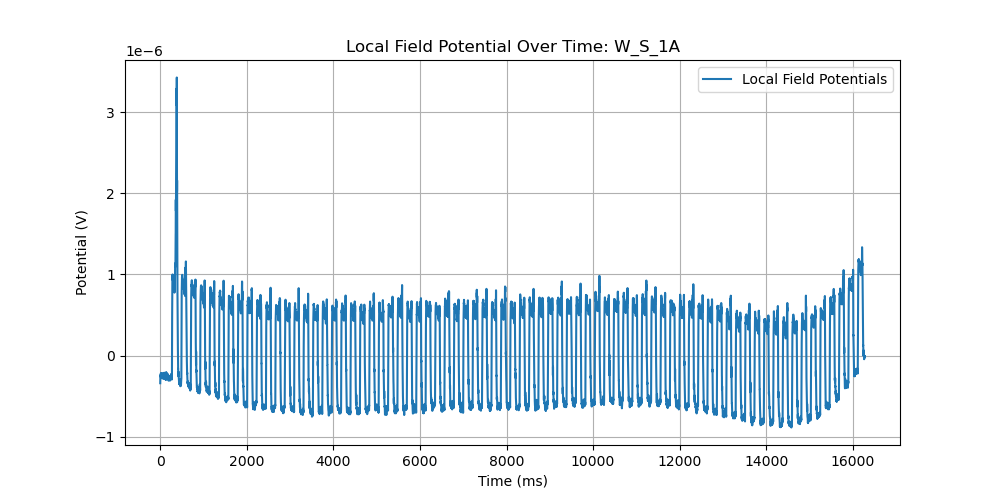 Local Field Potential Over Time: W_S_1A
1e−6
Local Field Potentials
3
2
1
0
−1
Potential (V)
0 2000 4000 6000 8000 10000 12000 14000 16000
Time (ms)